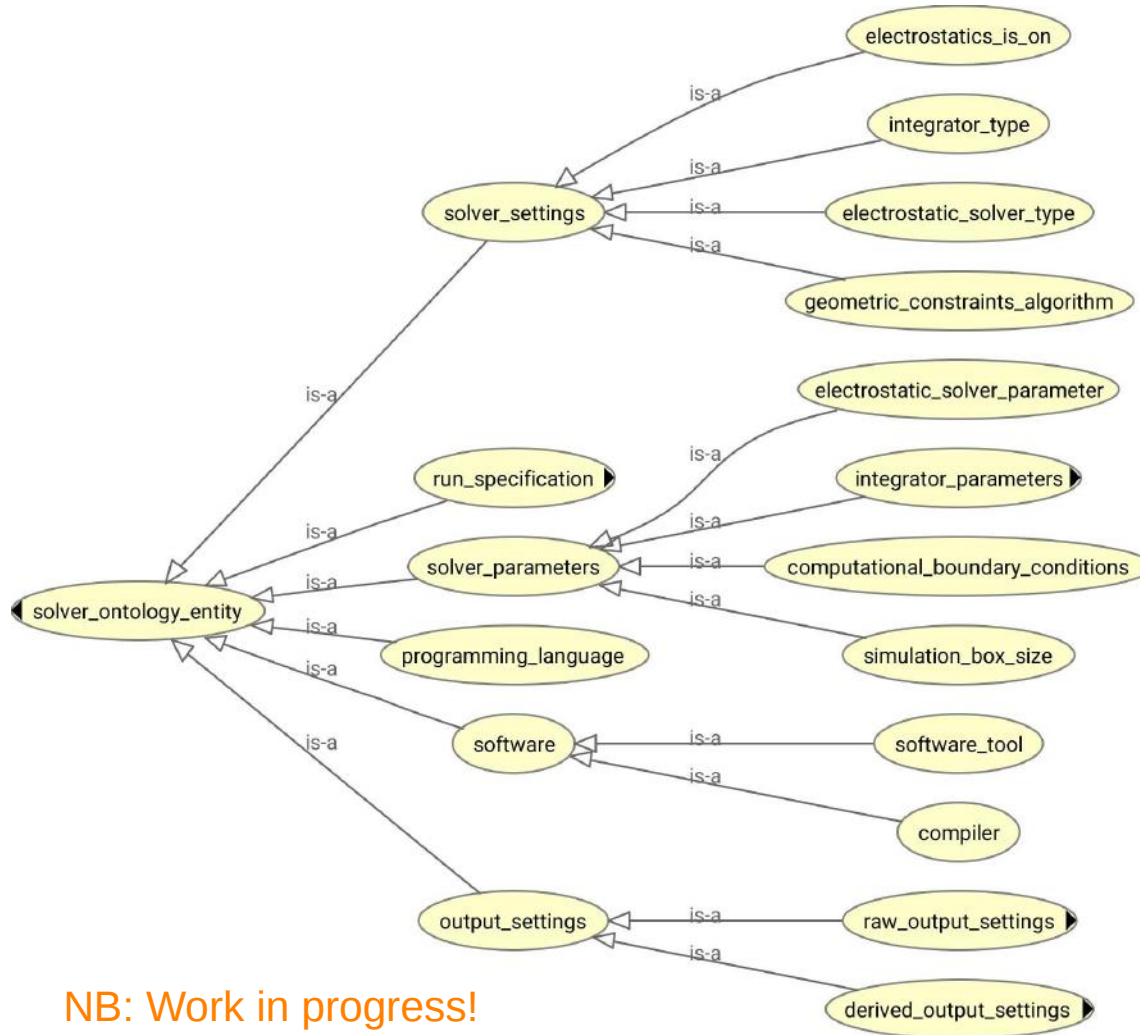 electrostatics_is_on
is-a
integrator_type
is-a
solver_settings
is-a
electrostatic_solver_type
is-a
geometric_constraints_algorithm
is-a
electrostatic_solver_parameter
is-a
run_specification
integrator_parameters
is-a
is-a
solver_parameters
is-a
computational_boundary_conditions
is-a
solver_ontology_entity
is-a
is-a
programming_language
simulation_box_size
is-a
software
is-a
software_tool
is-a
is-a
compiler
output_settings
is-a
raw_output_settings
is-a
derived_output_settings
NB: Work in progress!